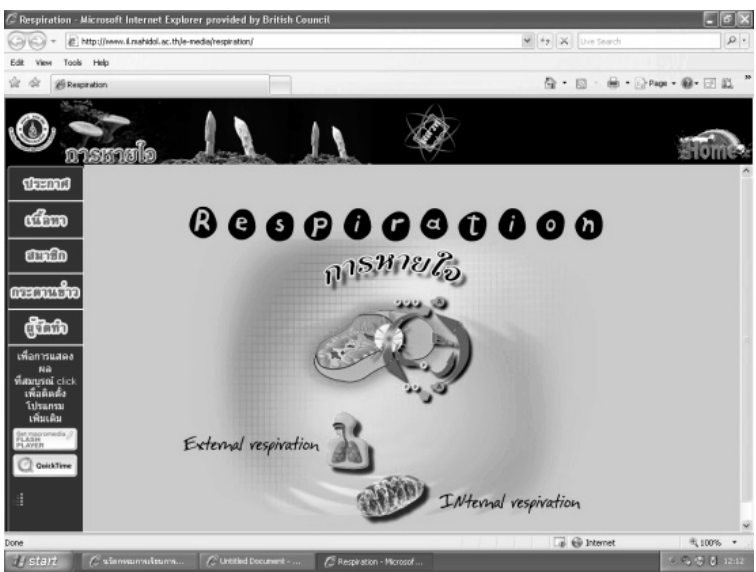 Respiration - Microsoft Internet Explorer provided by British Council
http://www.il.mahidol.ac.th/e-media/respiration/
Live Search
Edit View Tools Help
Respiration
Page
การหายใจ
Home
ประกาศ
เนื้อหา
สมาชิก
กระดานข่าว
ผู้จัดทำ
เพื่อการแสดง
ผล
ที่สมบูรณ์ click
เพื่อติดตั้ง
โปรแกรม
เพิ่มเติม
Get macromedia
FLASH
PLAYER
QuickTime
Respiration
การหายใจ
External respiration
INternal respiration
Done
Internet
100%
start
Untitled Document - ...
Respiration - Microsof...
12:12